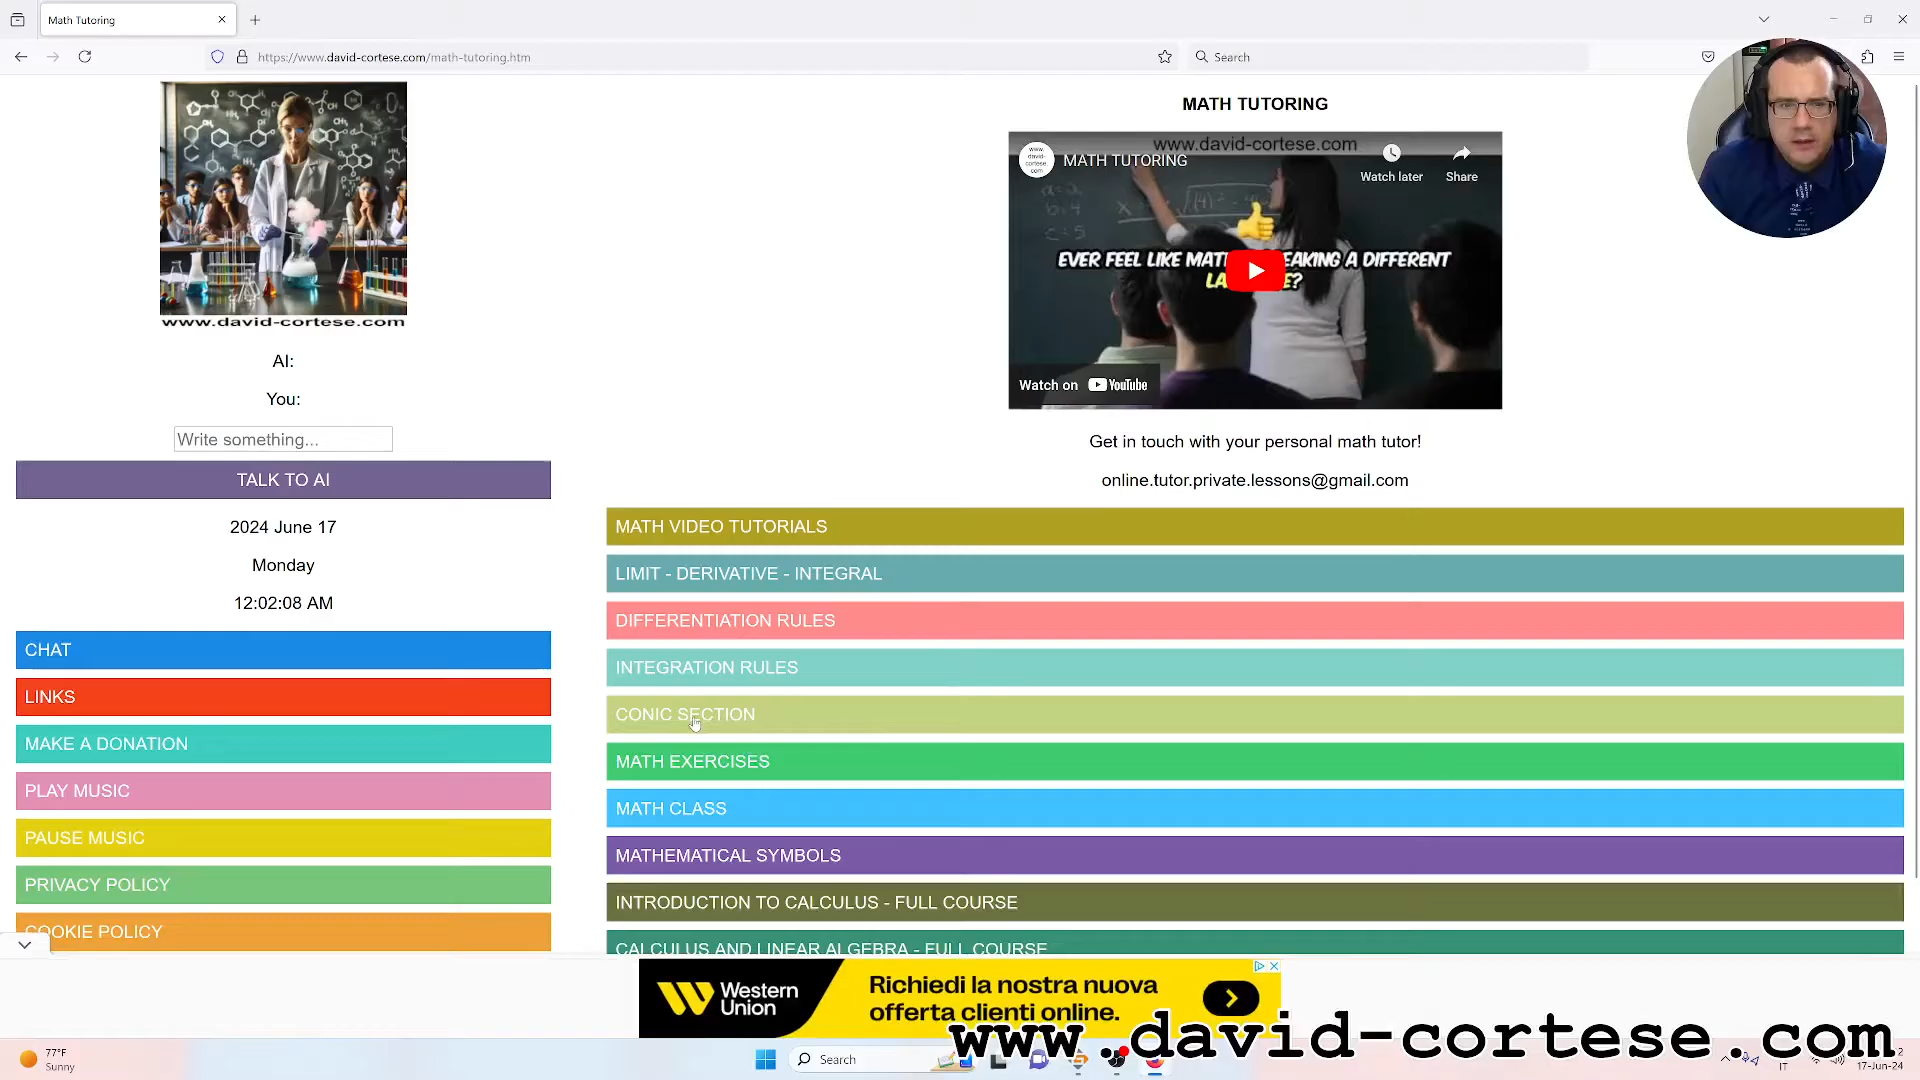 Math Tutoring
https://www.david-cortese.com/math-tutoring.htm
Search
www.david-cortese.com
AI:
You:
Write something...
TALK TO AI
2024 June 17
Monday
12:02:08 AM
CHAT
LINKS
MAKE A DONATION
PLAY MUSIC
PAUSE MUSIC
PRIVACY POLICY
COOKIE POLICY
MATH TUTORING
www.david-cortese.com
www.
david-
cortese.
com
MATH TUTORING
Watch later
Share
EVER FEEL LIKE EAKING A DIFFERENT
Watch on YouTube
Get in touch with your personal math tutor!
online.tutor.private.lessons@gmail.com
MATH VIDEO TUTORIALS
LIMIT - DERIVATIVE - INTEGRAL
DIFFERENTIATION RULES
INTEGRATION RULES
CONIC SECTION
MATH EXERCISES
MATH CLASS
MATHEMATICAL SYMBOLS
INTRODUCTION TO CALCULUS - FULL COURSE
CALCULUS AND LINEAR ALGEBRA - FULL COURSE
Western
Union
Richiedi la nostra nuova
offerta clienti online.
www.david-cortese.com
77°F
Sunny
Search
IT
17-Jun-24